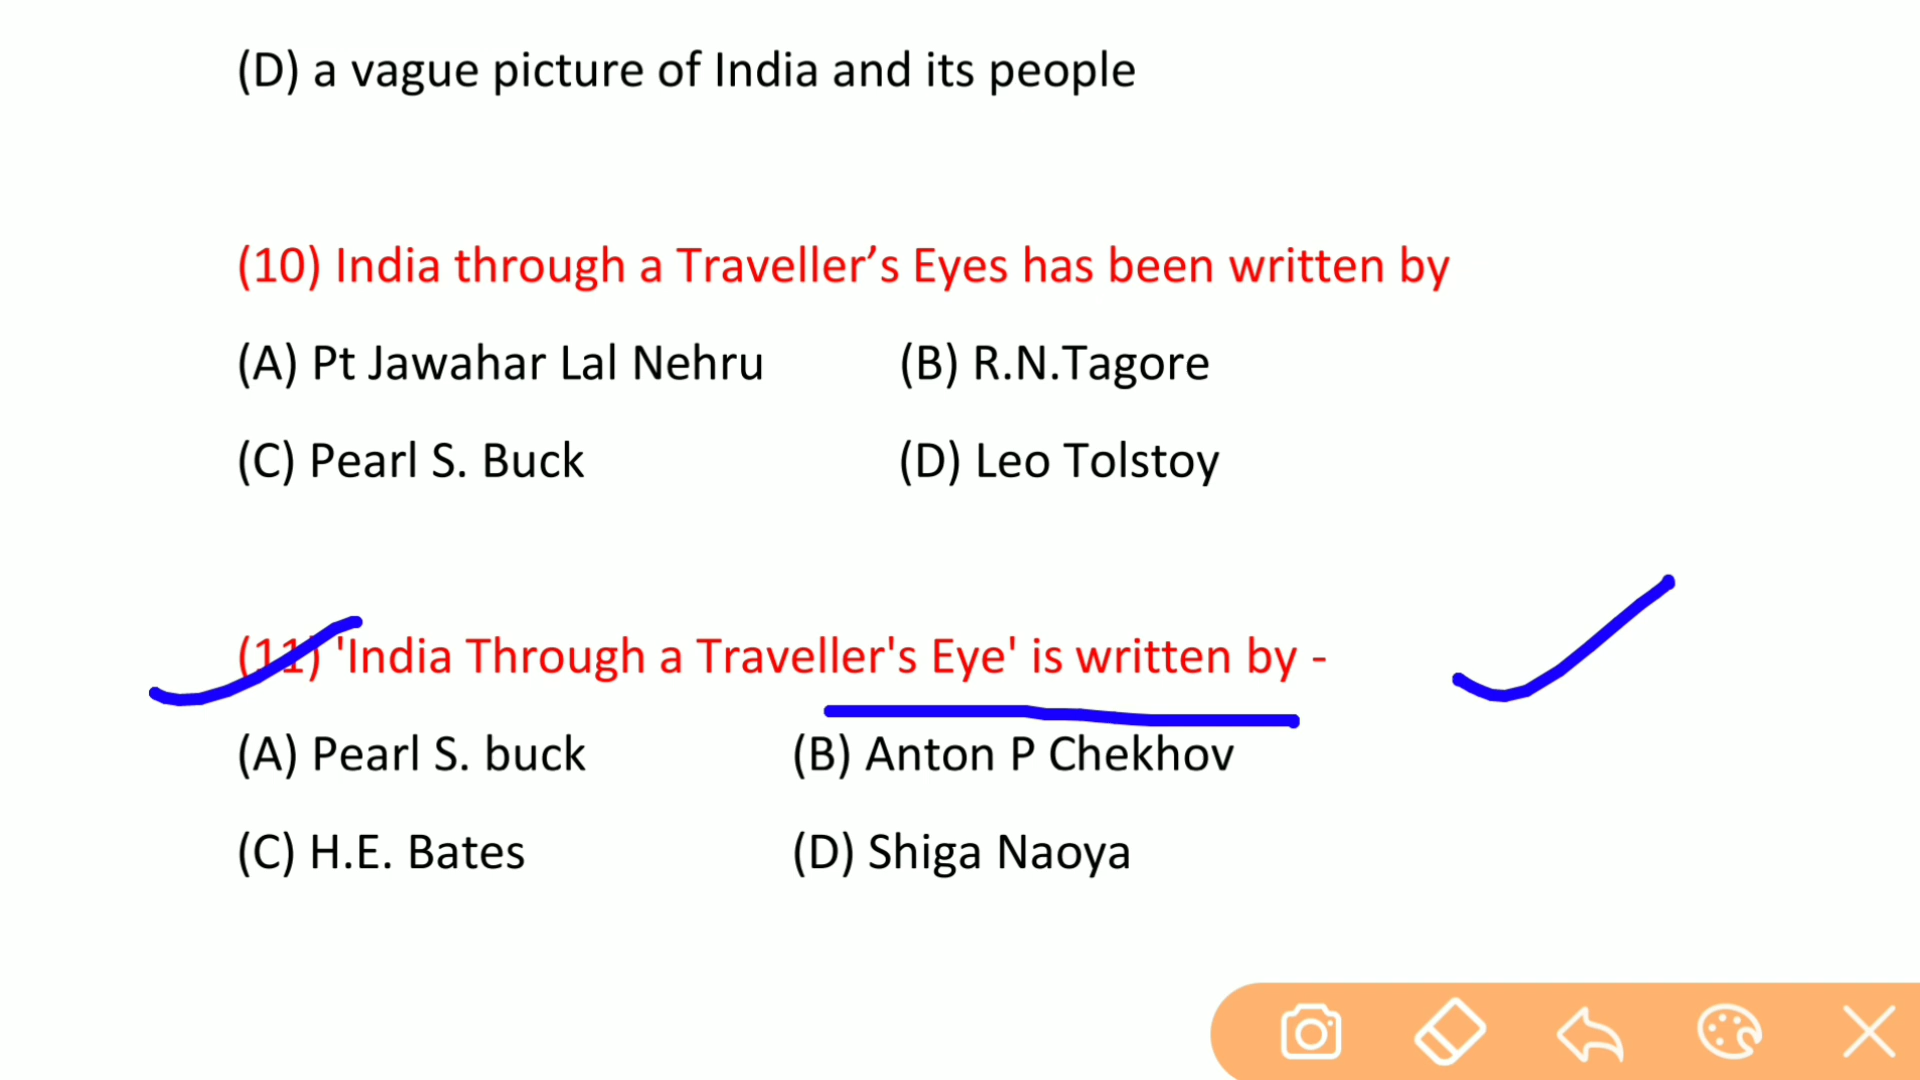 (D) a vague picture of India and its people
(10) India through a Traveller’s Eyes has been written by
(A) Pt Jawahar Lal Nehru (B) R.N.Tagore
(C) Pearl S. Buck (D) Leo Tolstoy
(11) 'India Through a Traveller's Eye' is written by -
(A) Pearl S. buck (B) Anton P Chekhov
(C) H.E. Bates (D) Shiga Naoya